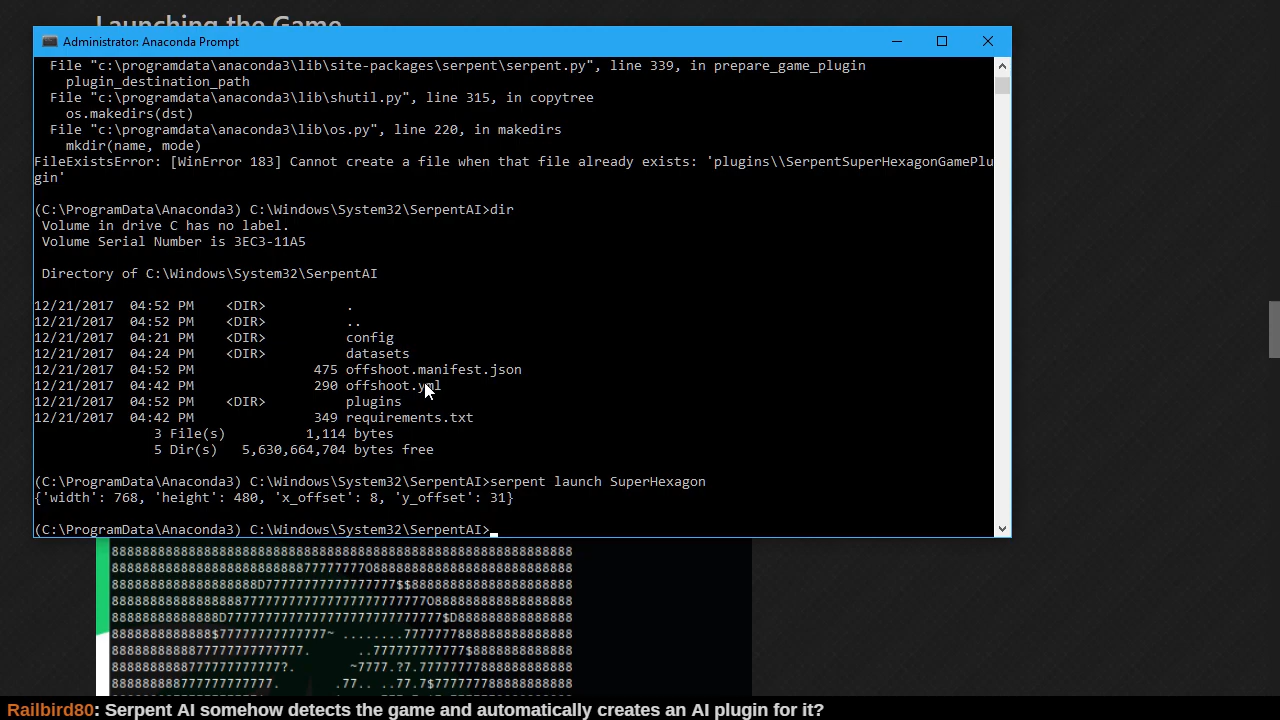 Launching the Game
Administrator: Anaconda Prompt
File "c:\programdata\anaconda3\lib\site-packages\serpent\serpent.py", line 339, in prepare_game_plugin
plugin_destination_path
File "c:\programdata\anaconda3\lib\shutil.py", line 315, in copytree
os.makedirs(dst)
File "c:\programdata\anaconda3\lib\os.py", line 220, in makedirs
mkdir(name, mode)
FileExistsError: [WinError 183] Cannot create a file when that file already exists: 'plugins\\SerpentSuperHexagonGamePlu
gin'
(C:\ProgramData\Anaconda3) C:\Windows\System32\SerpentAI>dir
Volume in drive C has no label.
Volume Serial Number is 3EC3-11A5
Directory of C:\Windows\System32\SerpentAI
12/21/2017 04:52 PM <DIR> .
12/21/2017 04:52 PM <DIR> ..
12/21/2017 04:21 PM <DIR> config
12/21/2017 04:24 PM <DIR> datasets
12/21/2017 04:52 PM 475 offshoot.manifest.json
12/21/2017 04:42 PM 290 offshoot.yml
12/21/2017 04:52 PM <DIR> plugins
12/21/2017 04:42 PM 349 requirements.txt
3 File(s) 1,114 bytes
5 Dir(s) 5,630,664,704 bytes free
(C:\ProgramData\Anaconda3) C:\Windows\System32\SerpentAI>serpent launch SuperHexagon
{'width': 768, 'height': 480, 'x_offset': 8, 'y_offset': 31}
(C:\ProgramData\Anaconda3) C:\Windows\System32\SerpentAI>
Railbird80: Serpent AI somehow detects the game and automatically creates an AI plugin for it?